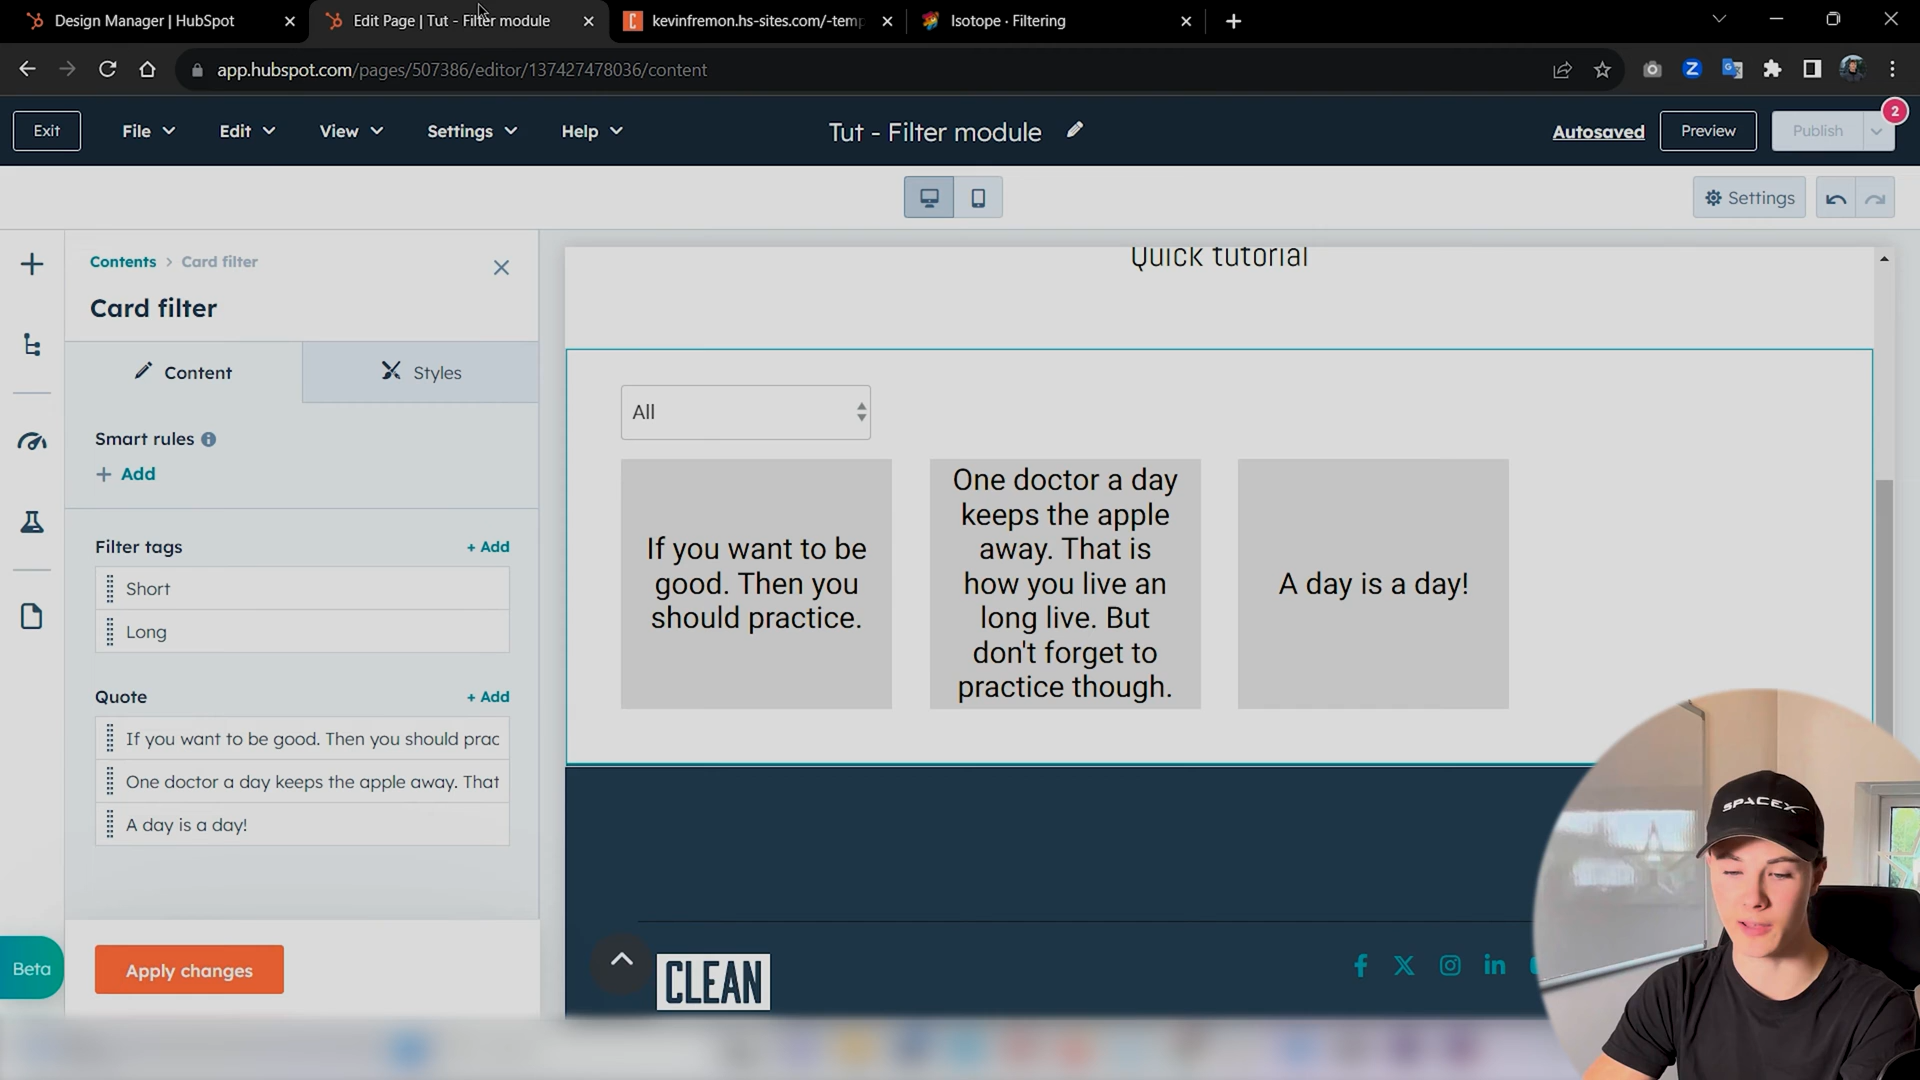 Design Manager | HubSpot
Edit Page | Tut - Filter module
kevinfremon.hs-sites.com/-temp
Isotope · Filtering
app.hubspot.com/pages/507386/editor/137427478036/content
Exit
File
Edit
View
Settings
Help
Tut - Filter module
Autosaved
Preview
Publish
2
Settings
Contents > Card filter
Card filter
Content
Styles
Smart rules
+ Add
Filter tags
+ Add
Short
Long
Quote
+ Add
If you want to be good. Then you should prac
One doctor a day keeps the apple away. That
A day is a day!
Beta
Apply changes
Quick tutorial
All
If you want to be
good. Then you
should practice.
One doctor a day
keeps the apple
away. That is
how you live an
long live. But
don't forget to
practice though.
A day is a day!
CLEAN
SPACEX